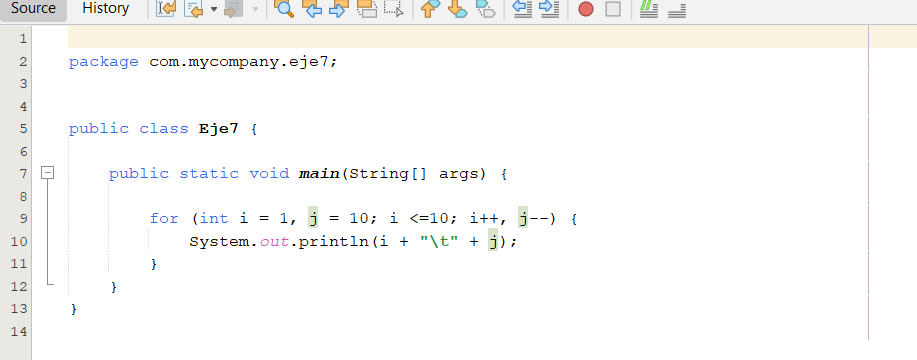 Source History
1
2 package com.mycompany.eje7;
3
4
5 public class Eje7 {
6
7 public static void main(String[] args) {
8
9 for (int i = 1, j = 10; i <=10; i++, j--) {
10 System.out.println(i + "\t" + j);
11 }
12 }
13 }
14